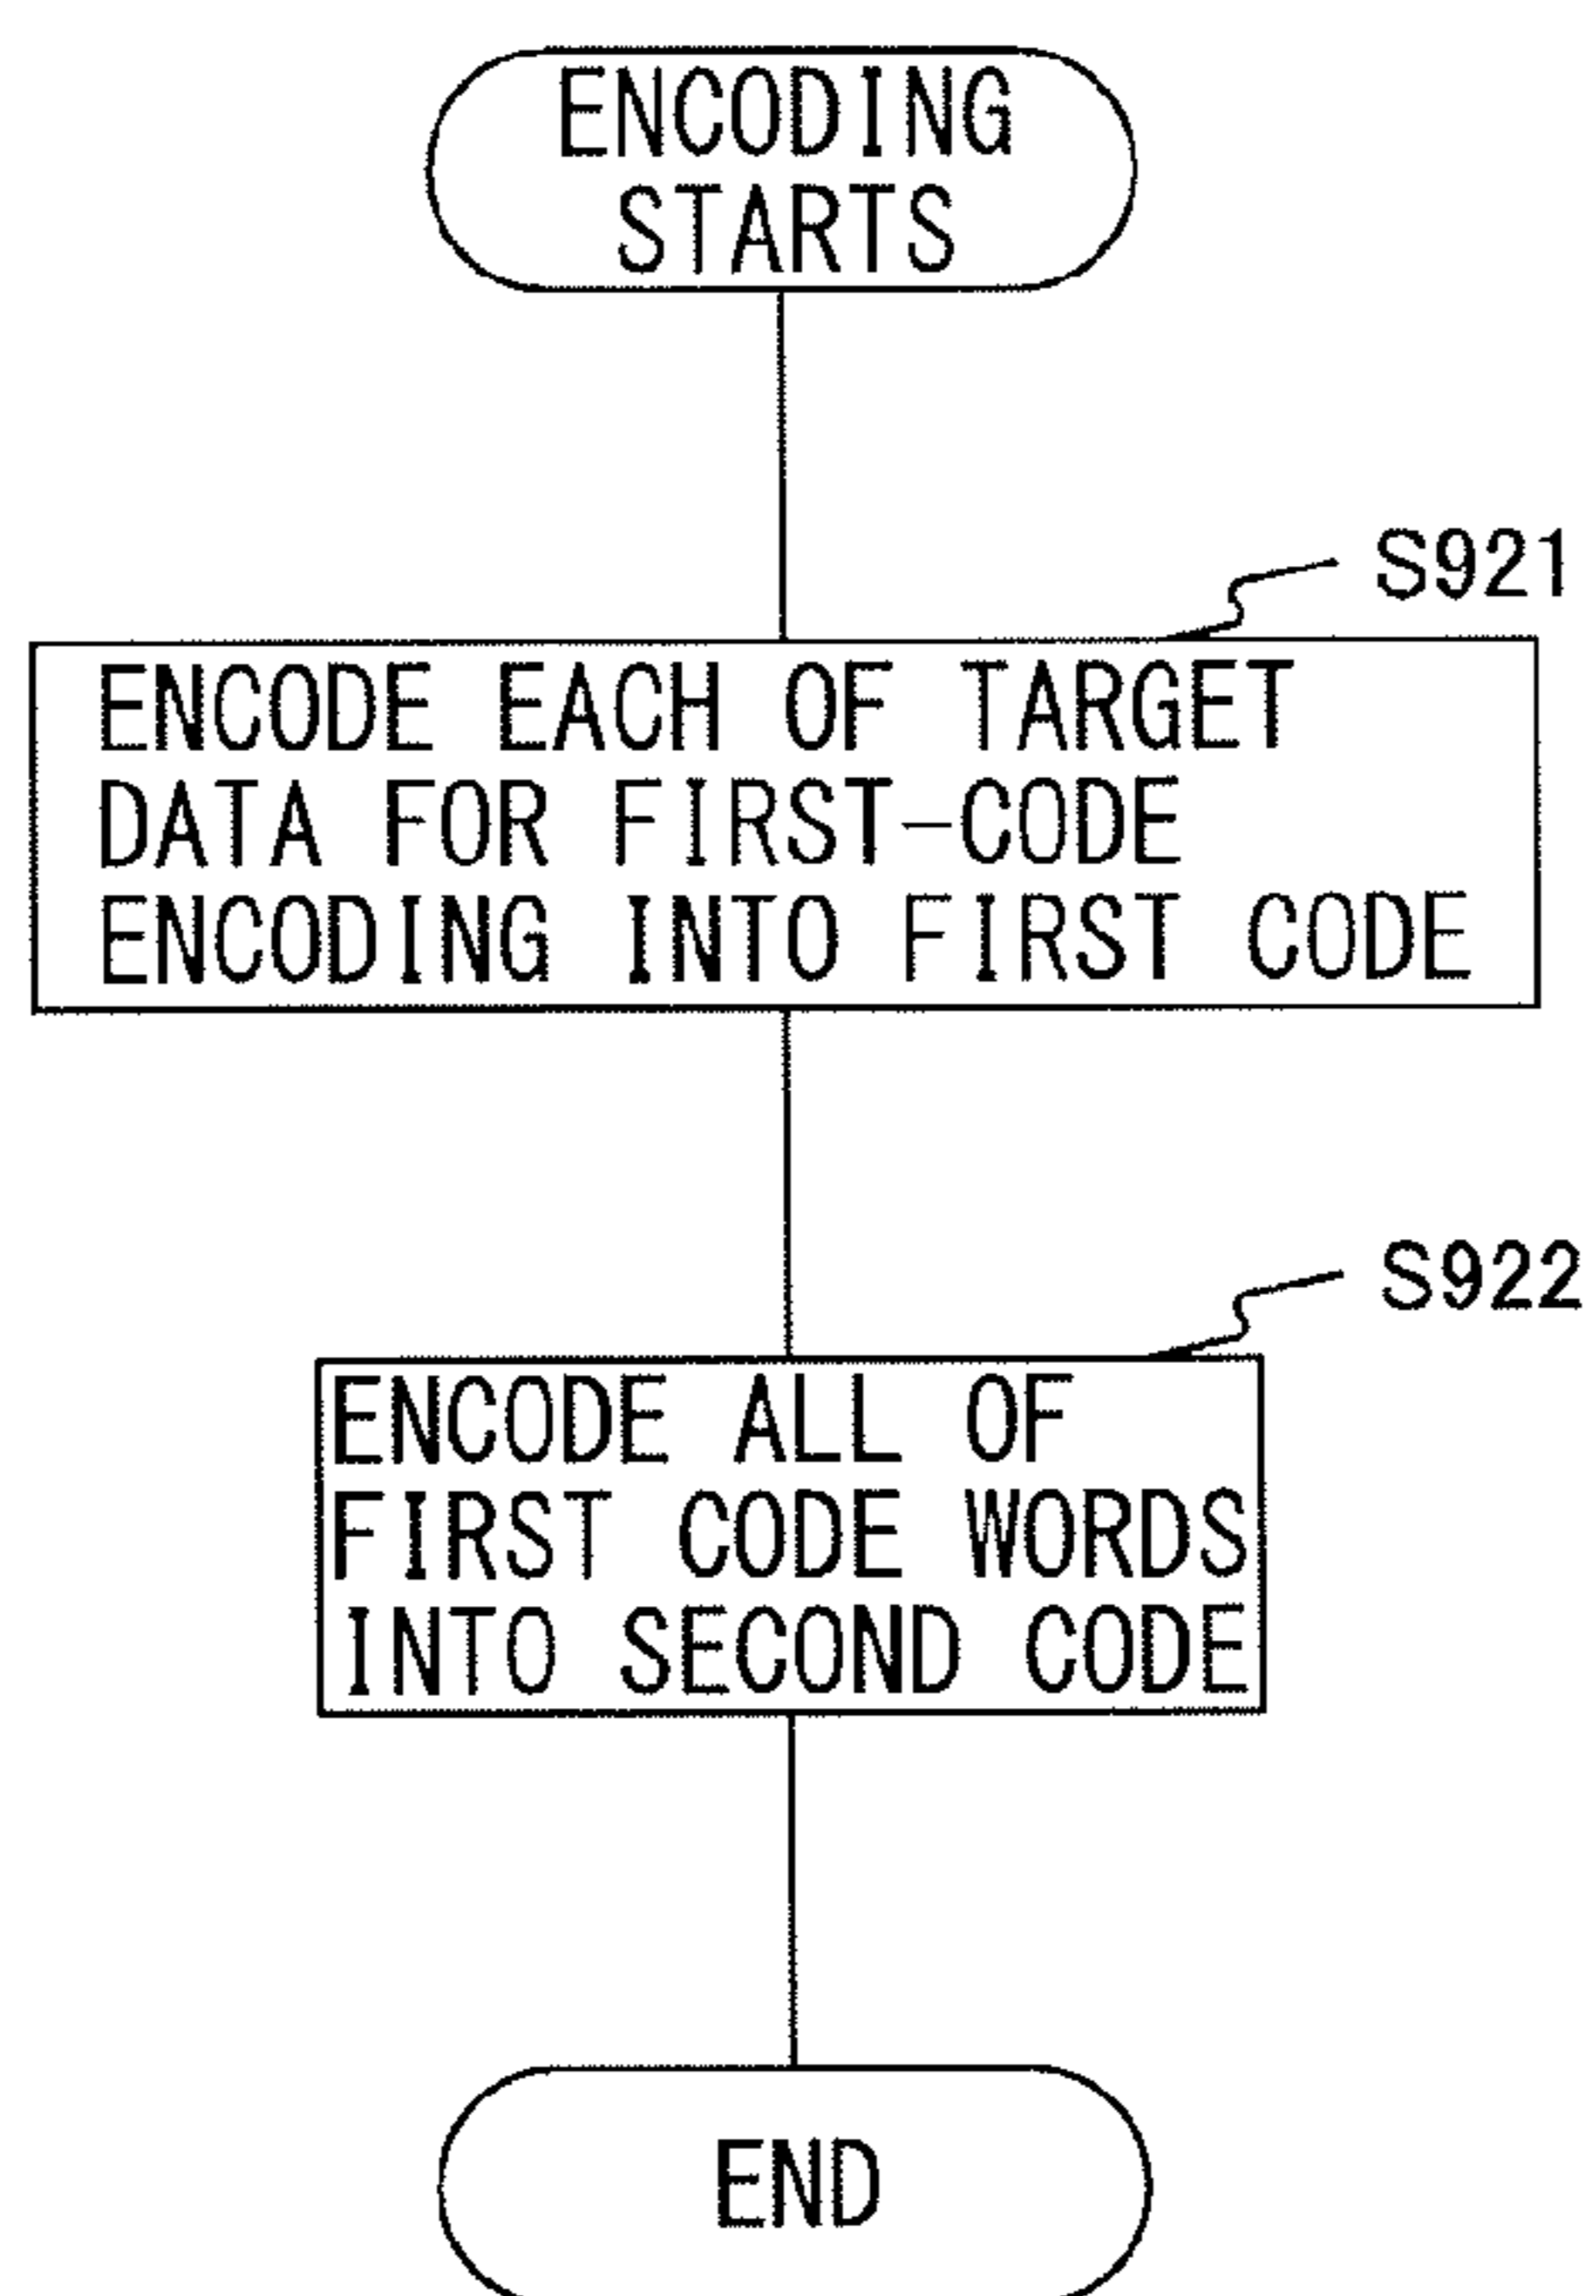 ENCODING
STARTS
S921
ENCODE EACH OF TARGET
DATA FOR FIRST-CODE
ENCODING INTO FIRST CODE
S922
ENCODE ALL OF
FIRST CODE WORDS
INTO SECOND CODE
END